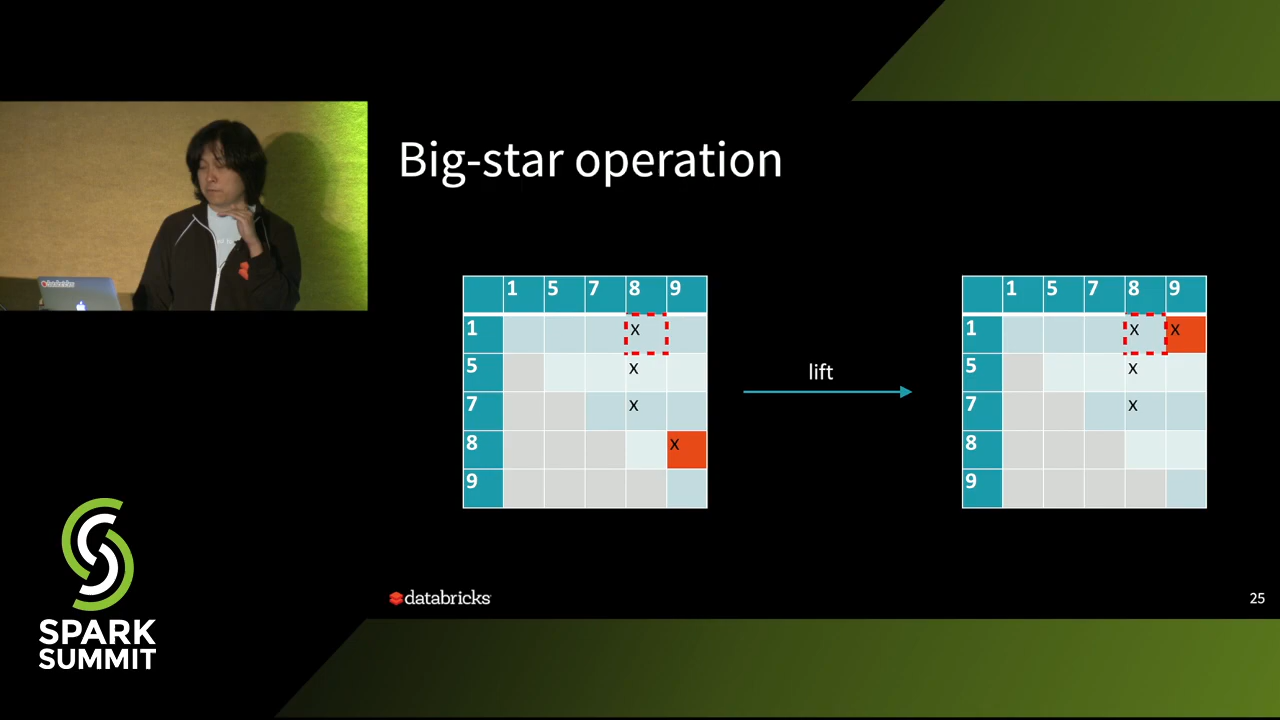 Big-star operation
1 5 7 8 9
1 x
5 x
7 x
8 x
9
lift
1 5 7 8 9
1 x x
5 x
7 x
8
9
databricks
25
SPARK
SUMMIT